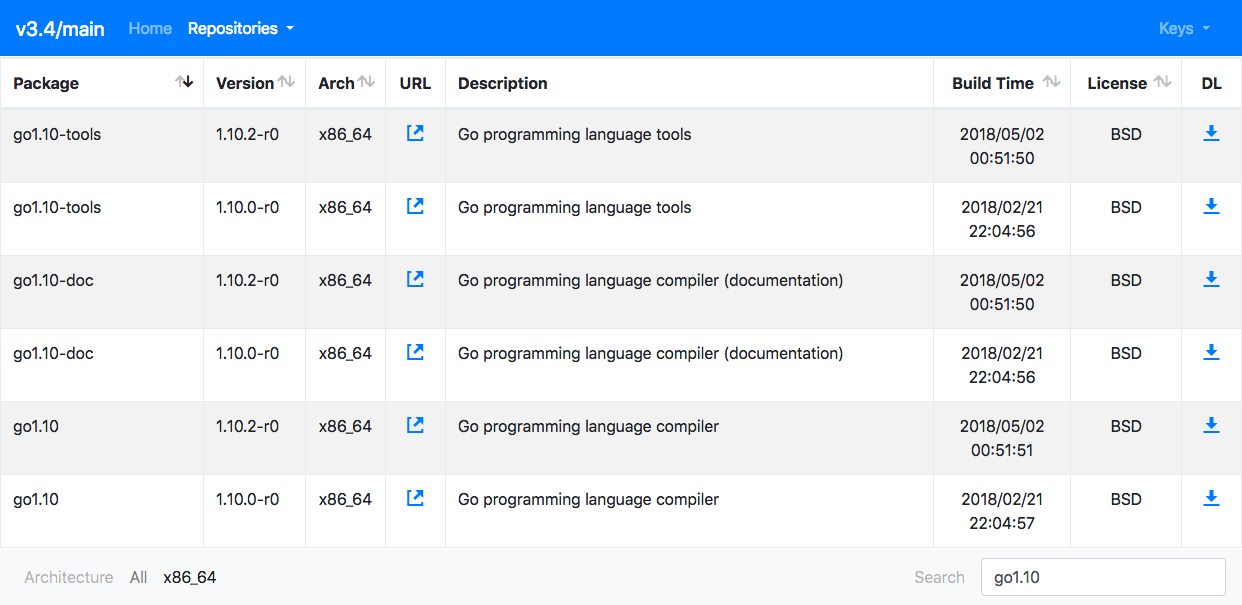 v3.4/main Home Repositories Keys
Package Version Arch URL Description Build Time License DL
go1.10-tools 1.10.2-r0 x86_64 Go programming language tools 2018/05/02 BSD
00:51:50
go1.10-tools 1.10.0-r0 x86_64 Go programming language tools 2018/02/21 BSD
22:04:56
go1.10-doc 1.10.2-r0 x86_64 Go programming language compiler (documentation) 2018/05/02 BSD
00:51:50
go1.10-doc 1.10.0-r0 x86_64 Go programming language compiler (documentation) 2018/02/21 BSD
22:04:56
go1.10 1.10.2-r0 x86_64 Go programming language compiler 2018/05/02 BSD
00:51:51
go1.10 1.10.0-r0 x86_64 Go programming language compiler 2018/02/21 BSD
22:04:57
Architecture All x86_64 Search go1.10